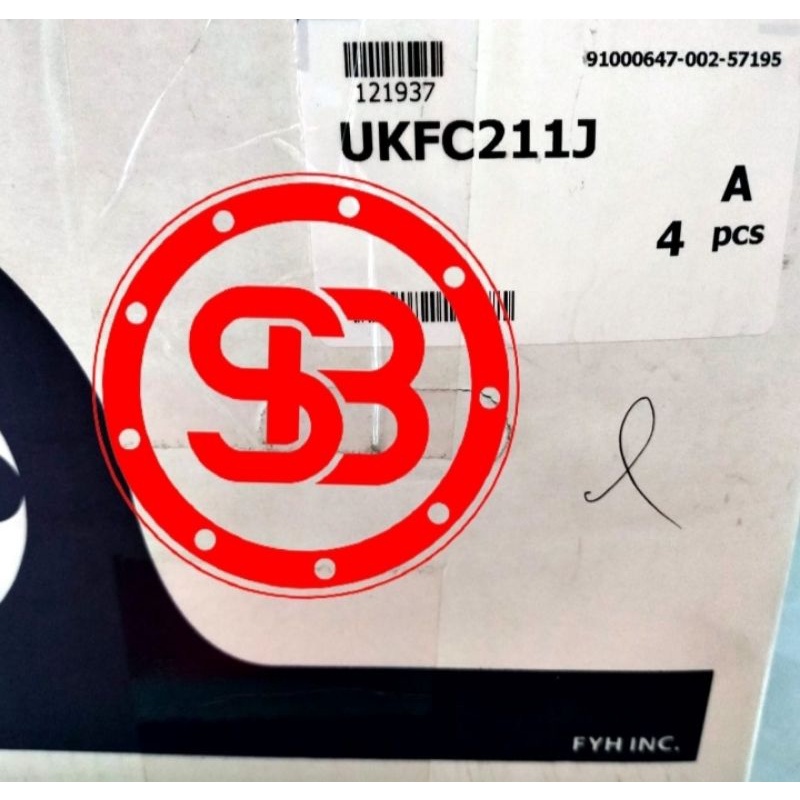 91000647-002-57195
121937
UKFC211J
A
4 pcs
SB
FYH INC.